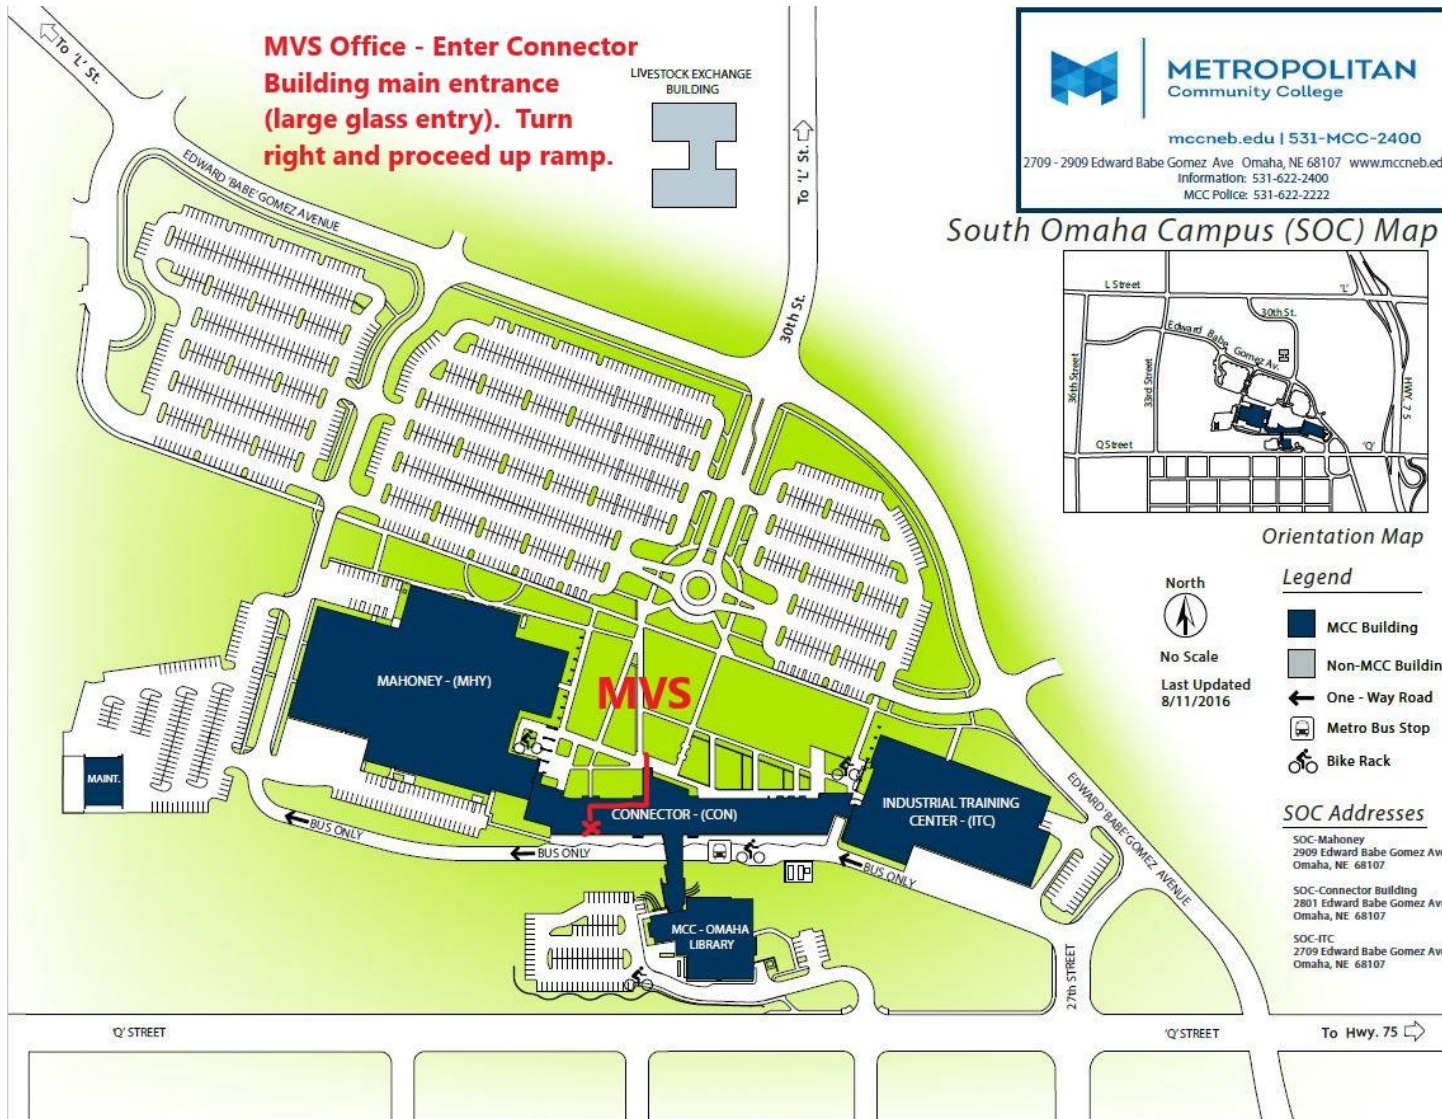 To 'L' St.
MVS Office - Enter Connector
Building main entrance
(large glass entry).  Turn
right and proceed up ramp.
LIVESTOCK EXCHANGE
BUILDING
To 'L' St.
30th St.
EDWARD 'BABE' GOMEZ AVENUE
METROPOLITAN
Community College
mccneb.edu | 531-MCC-2400
2709 - 2909 Edward Babe Gomez Ave  Omaha, NE 68107  www.mccneb.ed
Information: 531-622-2400
MCC Police: 531-622-2222
South Omaha Campus (SOC) Map
L Street
'L'
30th St.
Edward Babe Gomez Av.
36th Street
33rd Street
HWY. 75
Q Street
'Q'
Orientation Map
North
No Scale
Last Updated
8/11/2016
Legend
MCC Building
Non-MCC Buildin
One - Way Road
Metro Bus Stop
Bike Rack
SOC Addresses
SOC-Mahoney
2909 Edward Babe Gomez Ave
Omaha, NE  68107
SOC-Connector Building
2801 Edward Babe Gomez Ave
Omaha, NE  68107
SOC-ITC
2709 Edward Babe Gomez Ave
Omaha, NE  68107
MAHONEY - (MHY)
MVS
MAINT.
CONNECTOR - (CON)
INDUSTRIAL TRAINING
CENTER - (ITC)
BUS ONLY
BUS ONLY
BUS ONLY
EDWARD 'BABE' GOMEZ AVENUE
MCC - OMAHA
LIBRARY
27th STREET
'Q' STREET
'Q' STREET
To Hwy. 75